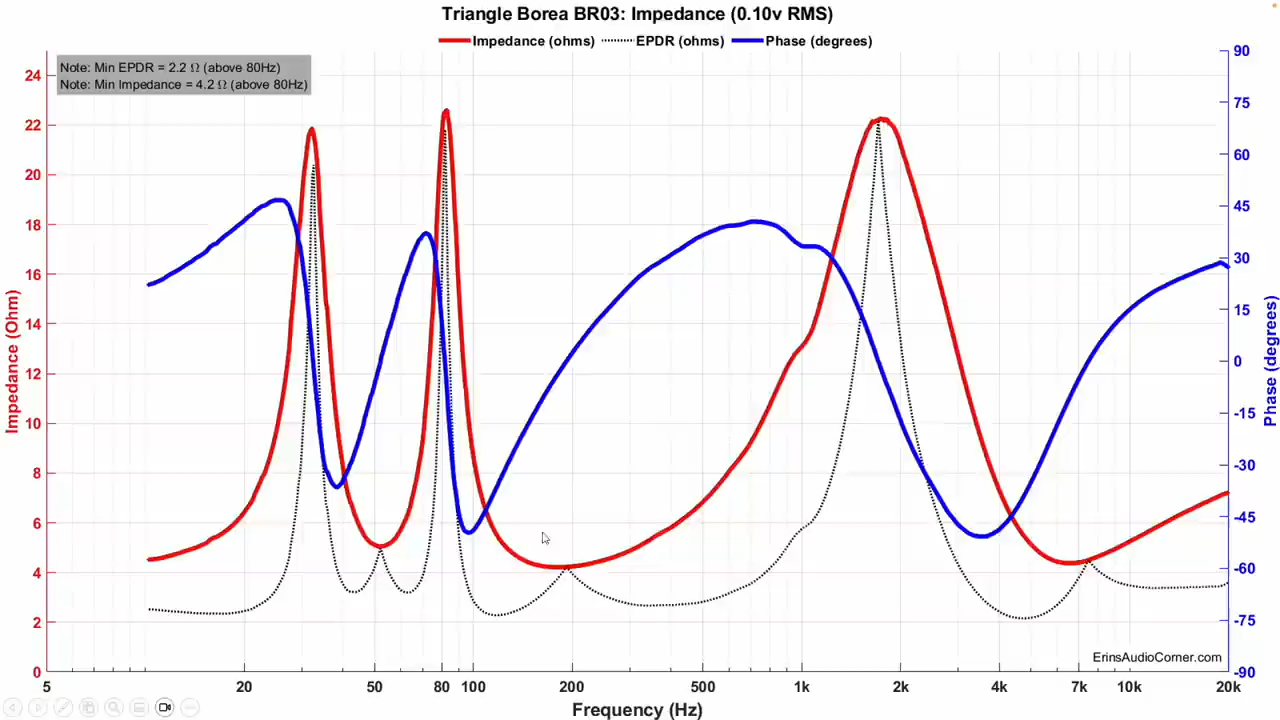 Triangle Borea BR03: Impedance (0.10v RMS)
Impedance (ohms) EPDR (ohms) Phase (degrees)
Note: Min EPDR = 2.2 Ω (above 80Hz)
Note: Min Impedance = 4.2 Ω (above 80Hz)
Impedance (Ohm)
24
22
20
18
16
14
12
10
8
6
4
2
0
90
75
60
45
30
15
0
-15
-30
-45
-60
-75
-90
Phase (degrees)
ErinsAudioCorner.com
5 20 50 80 100 200 500 1k 2k 4k 7k 10k 20k
Frequency (Hz)